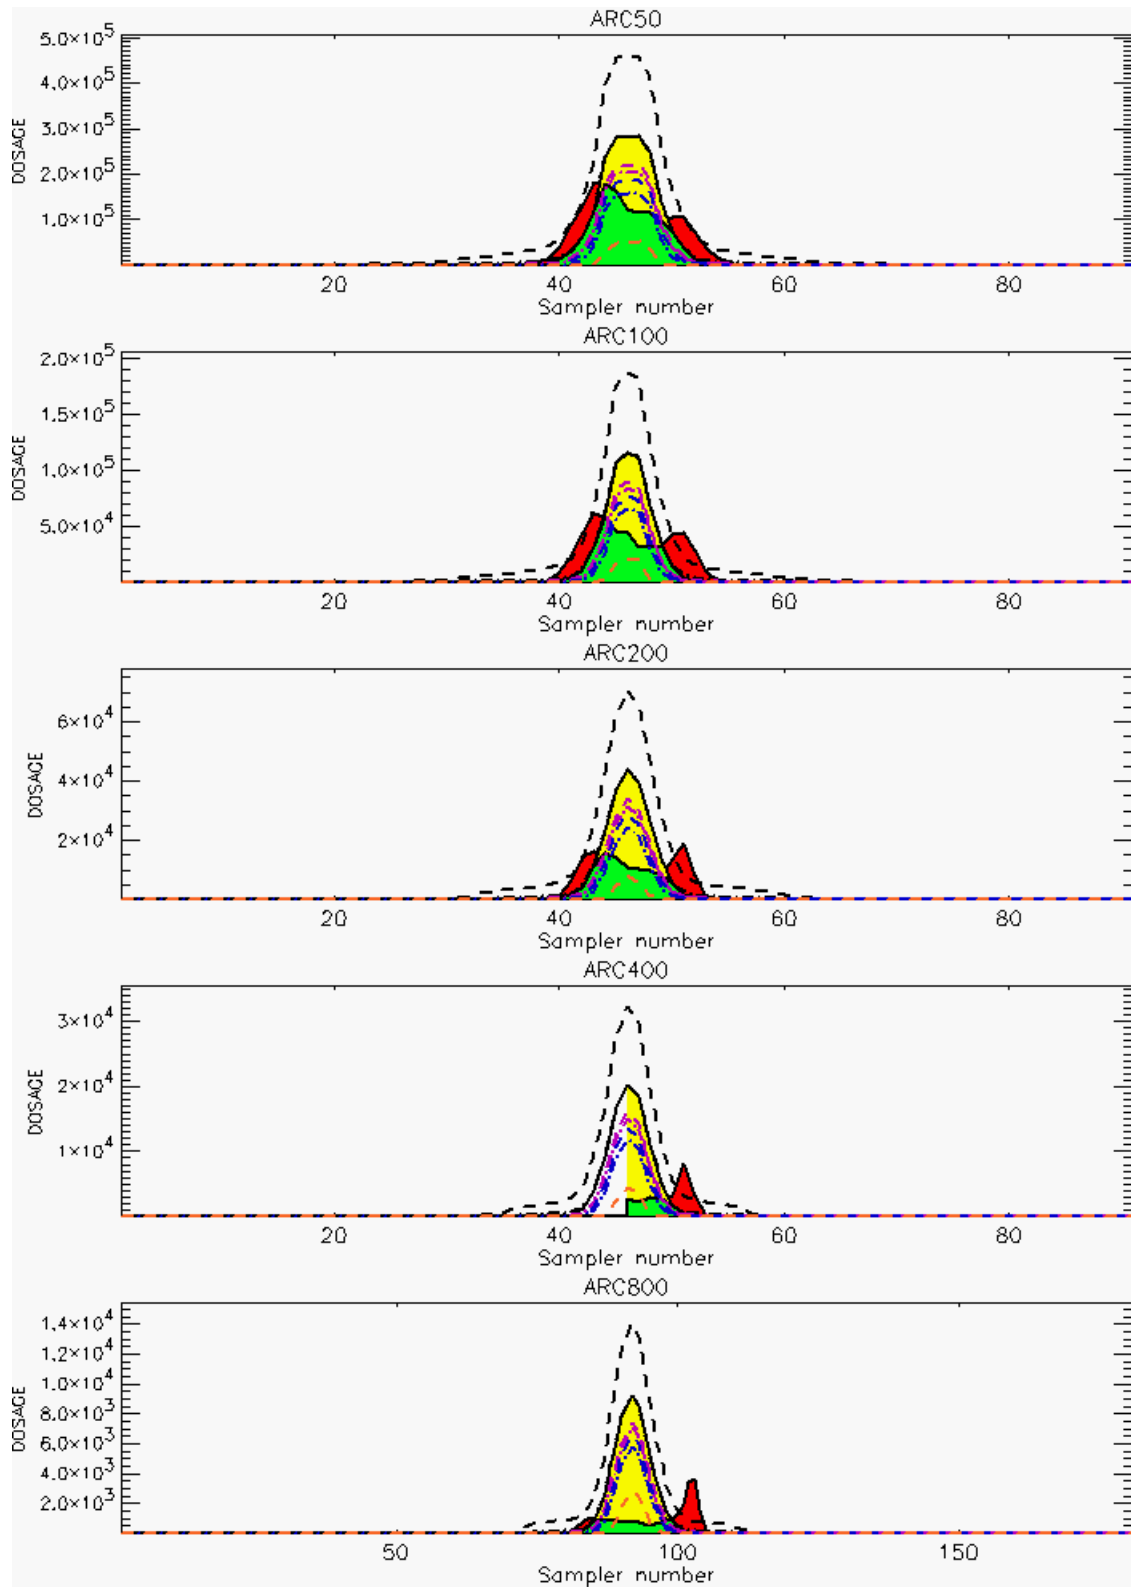 ARC50
5.0×10^5
4.0×10^5
3.0×10^5
2.0×10^5
1.0×10^5
DOSAGE
20 40 60 80
Sampler number
ARC100
2.0×10^5
1.5×10^5
1.0×10^5
5.0×10^4
DOSAGE
20 40 60 80
Sampler number
ARC200
6×10^4
4×10^4
2×10^4
DOSAGE
20 40 60 80
Sampler number
ARC400
3×10^4
2×10^4
1×10^4
DOSAGE
20 40 60 80
Sampler number
ARC800
1.4×10^4
1.2×10^4
1.0×10^4
8.0×10^3
6.0×10^3
4.0×10^3
2.0×10^3
DOSAGE
50 100 150
Sampler number